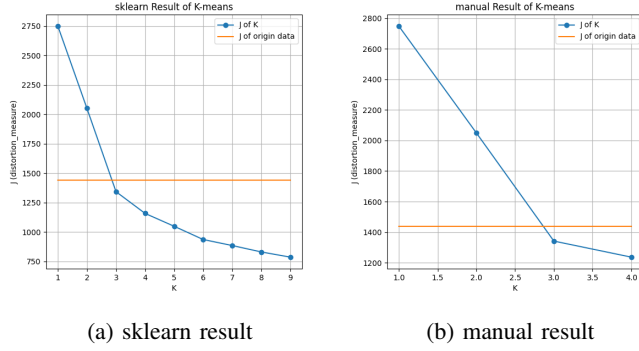 sklearn Result of K-means
J of K
J of origin data
J (distortion_measure)
2750
2500
2250
2000
1750
1500
1250
1000
750
1 2 3 4 5 6 7 8 9
K
(a) sklearn result
manual Result of K-means
J of K
J of origin data
J (distortion_measure)
2800
2600
2400
2200
2000
1800
1600
1400
1200
1.0 1.5 2.0 2.5 3.0 3.5 4.0
K
(b) manual result